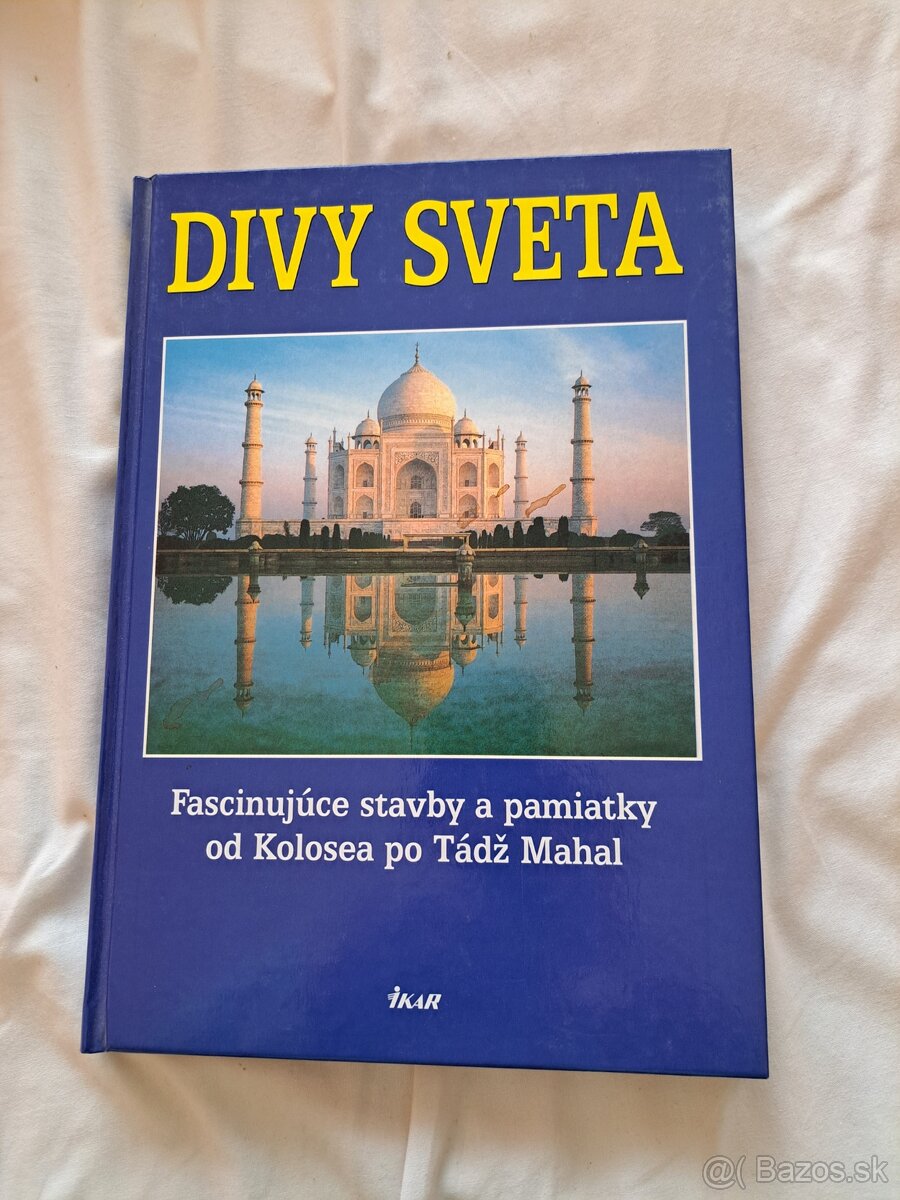 DIVY SVETA
Fascinujúce stavby a pamiatky
od Kolosea po Tádž Mahal
IKAR
@( Bazos.sk